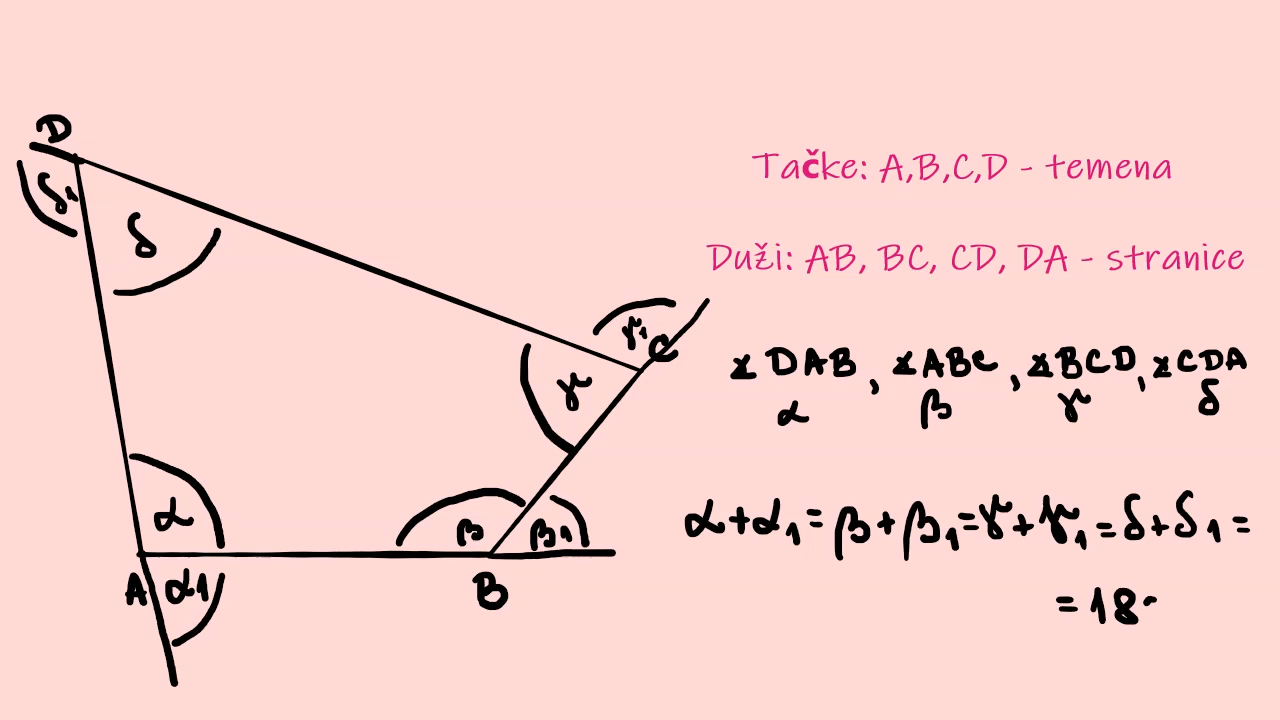 D
δ1
δ
γ1
C
γ
α
β
β1
A
α1
B
Tačke: A,B,C,D - temena
Duži: AB, BC, CD, DA - stranice
∡DAB, ∡ABC, ∡BCD, ∡CDA
α β γ δ
α+α1=β+β1=γ+γ1=δ+δ1=
=18